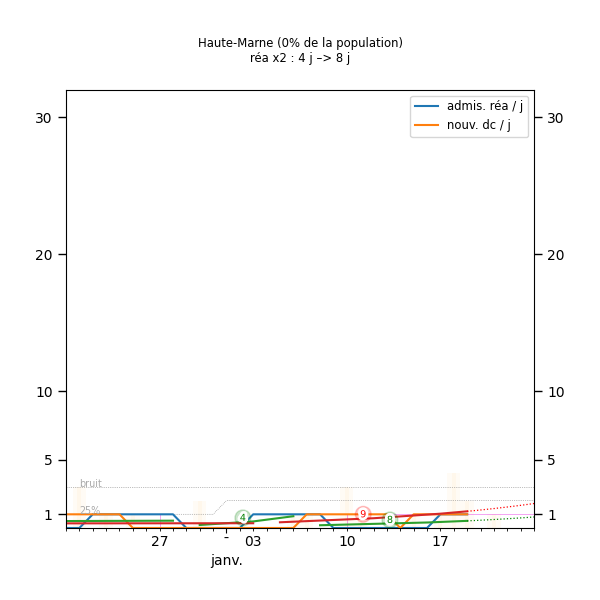 Haute-Marne (0% de la population)
réa x2 : 4 j –> 8 j
admis. réa / j
nouv. dc / j
30 30
20 20
10 10
5 5
bruit
25%
1 1
4 9 8
27 - 03 10 17
janv.